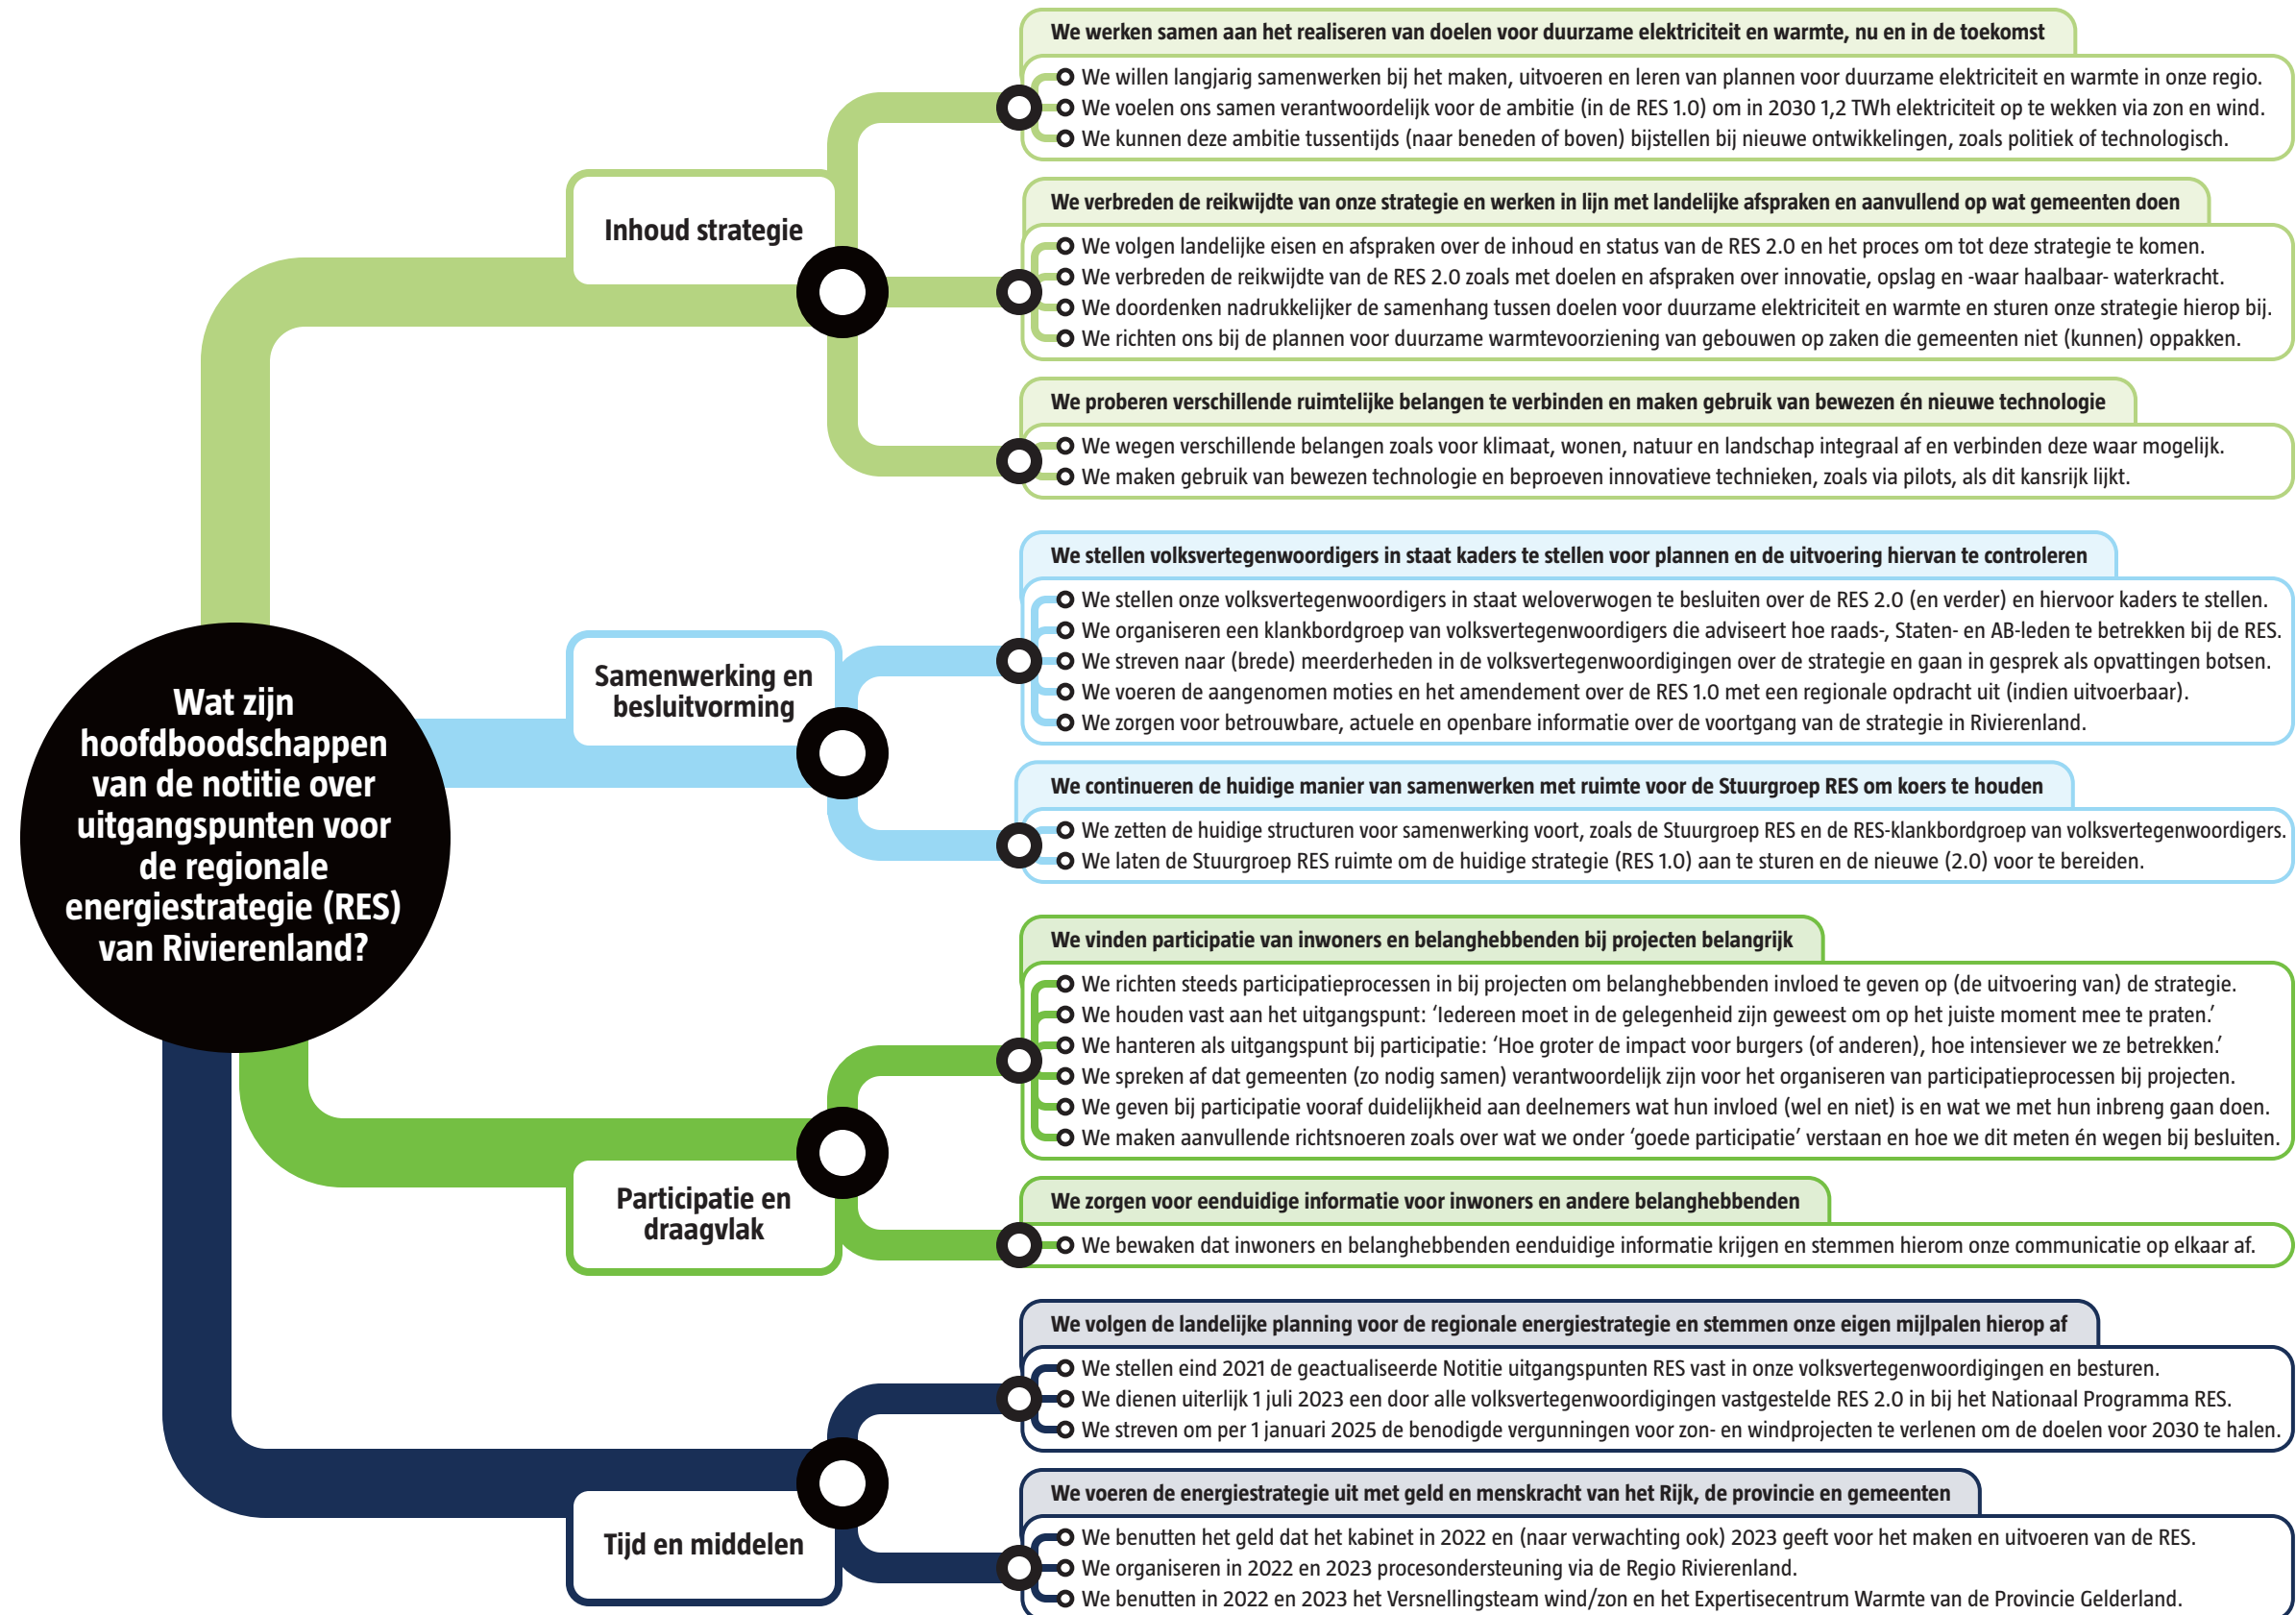 Wat zijn
hoofdboodschappen
van de notitie over
uitgangspunten voor
de regionale
energiestrategie (RES)
van Rivierenland?
Inhoud strategie
We werken samen aan het realiseren van doelen voor duurzame elektriciteit en warmte, nu en in de toekomst
We willen langjarig samenwerken bij het maken, uitvoeren en leren van plannen voor duurzame elektriciteit en warmte in onze regio.
We voelen ons samen verantwoordelijk voor de ambitie (in de RES 1.0) om in 2030 1,2 TWh elektriciteit op te wekken via zon en wind.
We kunnen deze ambitie tussentijds (naar beneden of boven) bijstellen bij nieuwe ontwikkelingen, zoals politiek of technologisch.
We verbreden de reikwijdte van onze strategie en werken in lijn met landelijke afspraken en aanvullend op wat gemeenten doen
We volgen landelijke eisen en afspraken over de inhoud en status van de RES 2.0 en het proces om tot deze strategie te komen.
We verbreden de reikwijdte van de RES 2.0 zoals met doelen en afspraken over innovatie, opslag en -waar haalbaar- waterkracht.
We doordenken nadrukkelijker de samenhang tussen doelen voor duurzame elektriciteit en warmte en sturen onze strategie hierop bij.
We richten ons bij de plannen voor duurzame warmtevoorziening van gebouwen op zaken die gemeenten niet (kunnen) oppakken.
We proberen verschillende ruimtelijke belangen te verbinden en maken gebruik van bewezen én nieuwe technologie
We wegen verschillende belangen zoals voor klimaat, wonen, natuur en landschap integraal af en verbinden deze waar mogelijk.
We maken gebruik van bewezen technologie en beproeven innovatieve technieken, zoals via pilots, als dit kansrijk lijkt.
Samenwerking en
besluitvorming
We stellen volksvertegenwoordigers in staat kaders te stellen voor plannen en de uitvoering hiervan te controleren
We stellen onze volksvertegenwoordigers in staat weloverwogen te besluiten over de RES 2.0 (en verder) en hiervoor kaders te stellen.
We organiseren een klankbordgroep van volksvertegenwoordigers die adviseert hoe raads-, Staten- en AB-leden te betrekken bij de RES.
We streven naar (brede) meerderheden in de volksvertegenwoordigingen over de strategie en gaan in gesprek als opvattingen botsen.
We voeren de aangenomen moties en het amendement over de RES 1.0 met een regionale opdracht uit (indien uitvoerbaar).
We zorgen voor betrouwbare, actuele en openbare informatie over de voortgang van de strategie in Rivierenland.
We continueren de huidige manier van samenwerken met ruimte voor de Stuurgroep RES om koers te houden
We zetten de huidige structuren voor samenwerking voort, zoals de Stuurgroep RES en de RES-klankbordgroep van volksvertegenwoordigers.
We laten de Stuurgroep RES ruimte om de huidige strategie (RES 1.0) aan te sturen en de nieuwe (2.0) voor te bereiden.
Participatie en
draagvlak
We vinden participatie van inwoners en belanghebbenden bij projecten belangrijk
We richten steeds participatieprocessen in bij projecten om belanghebbenden invloed te geven op (de uitvoering van) de strategie.
We houden vast aan het uitgangspunt: ‘Iedereen moet in de gelegenheid zijn geweest om op het juiste moment mee te praten.’
We hanteren als uitgangspunt bij participatie: ‘Hoe groter de impact voor burgers (of anderen), hoe intensiever we ze betrekken.’
We spreken af dat gemeenten (zo nodig samen) verantwoordelijk zijn voor het organiseren van participatieprocessen bij projecten.
We geven bij participatie vooraf duidelijkheid aan deelnemers wat hun invloed (wel en niet) is en wat we met hun inbreng gaan doen.
We maken aanvullende richtsnoeren zoals over wat we onder ‘goede participatie’ verstaan en hoe we dit meten én wegen bij besluiten.
We zorgen voor eenduidige informatie voor inwoners en andere belanghebbenden
We bewaken dat inwoners en belanghebbenden eenduidige informatie krijgen en stemmen hierom onze communicatie op elkaar af.
Tijd en middelen
We volgen de landelijke planning voor de regionale energiestrategie en stemmen onze eigen mijlpalen hierop af
We stellen eind 2021 de geactualiseerde Notitie uitgangspunten RES vast in onze volksvertegenwoordigingen en besturen.
We dienen uiterlijk 1 juli 2023 een door alle volksvertegenwoordigingen vastgestelde RES 2.0 in bij het Nationaal Programma RES.
We streven om per 1 januari 2025 de benodigde vergunningen voor zon- en windprojecten te verlenen om de doelen voor 2030 te halen.
We voeren de energiestrategie uit met geld en menskracht van het Rijk, de provincie en gemeenten
We benutten het geld dat het kabinet in 2022 en (naar verwachting ook) 2023 geeft voor het maken en uitvoeren van de RES.
We organiseren in 2022 en 2023 procesondersteuning via de Regio Rivierenland.
We benutten in 2022 en 2023 het Versnellingsteam wind/zon en het Expertisecentrum Warmte van de Provincie Gelderland.